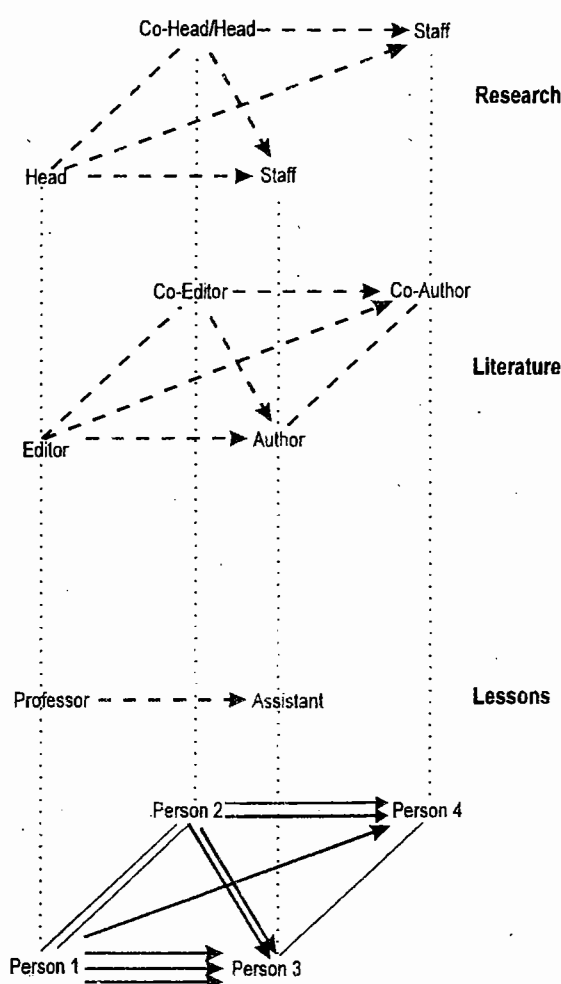 Co-Head/Head
Staff
Research
Head
Staff
Co-Editor
Co-Author
Literature
Editor
Author
Professor
Assistant
Lessons
Person 2
Person 4
Person 1
Person 3